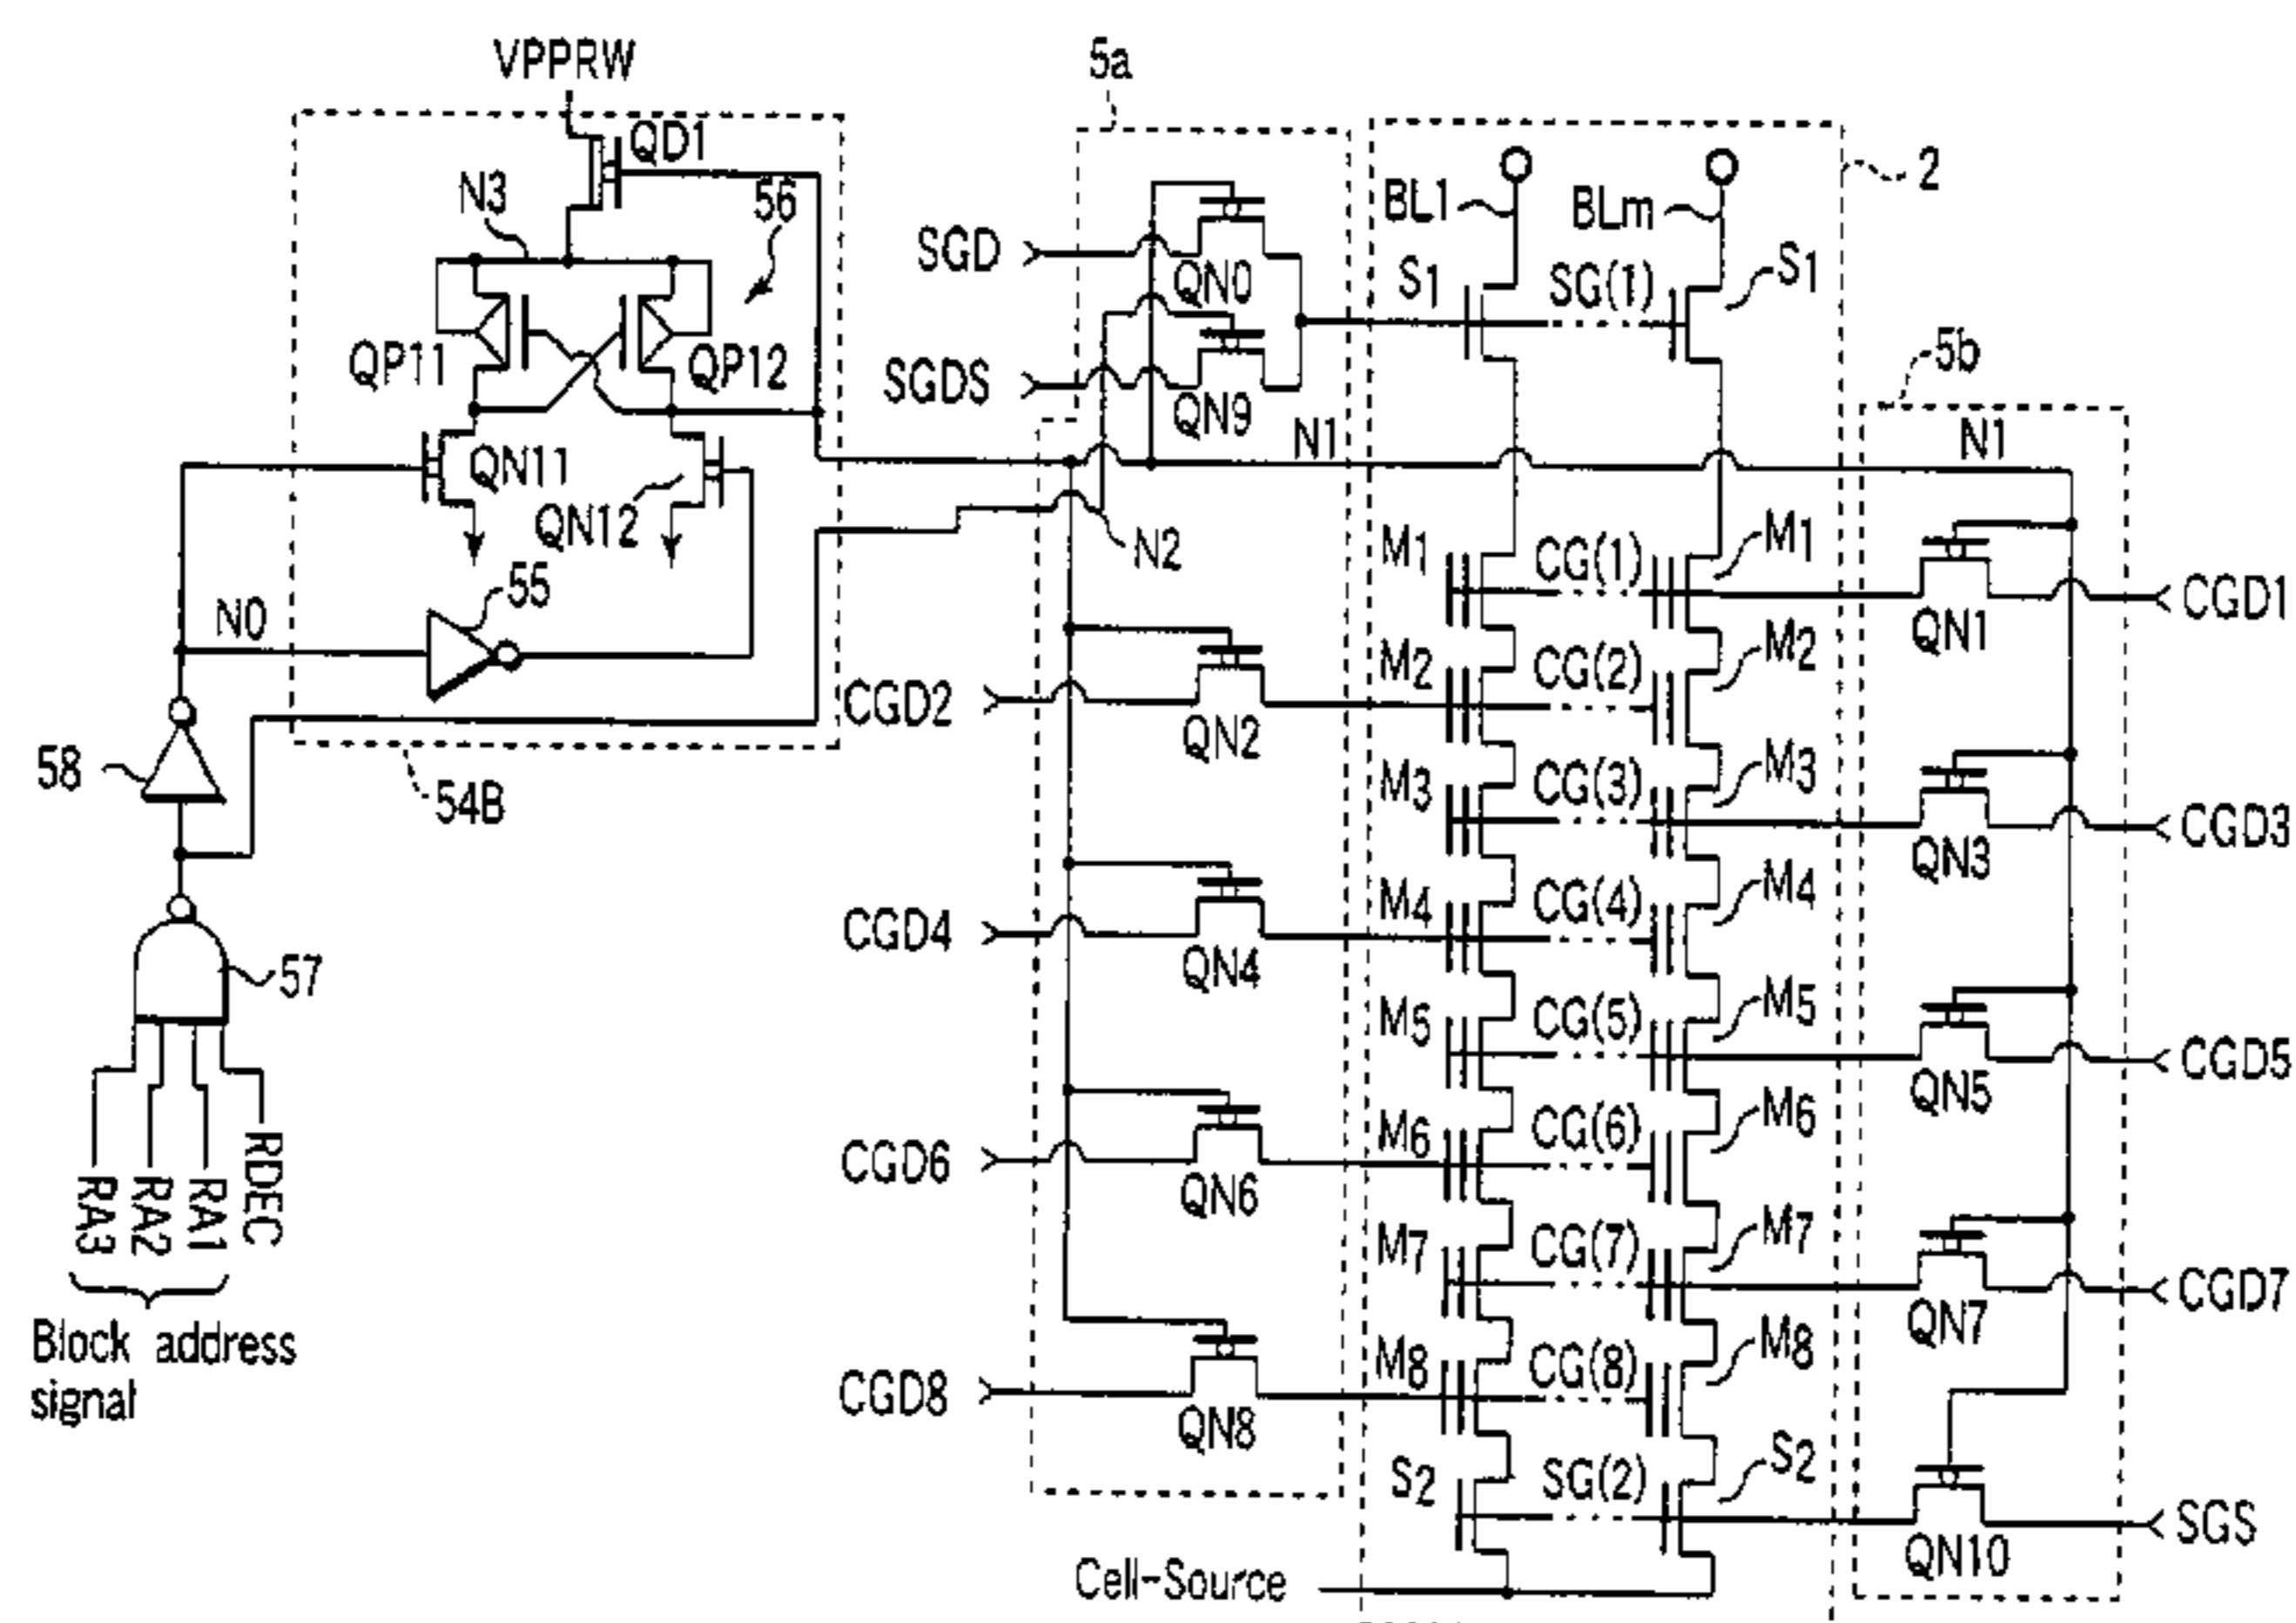 VPPRW
5a
QD1
N3
56
2
BL1
BLm
SGD
QN0
S1
SG(1)
S1
QP11
QP12
SGDS
QN9
5b
N1
N1
QN11
QN12
N2
M1
CG(1)
M1
CGD1
QN1
55
N0
M2
CG(2)
M2
CGD2
QN2
58
54B
M3
CG(3)
M3
CGD3
QN3
M4
CG(4)
M4
CGD4
QN4
57
M5
CG(5)
M5
CGD5
QN5
RA3
RA2
RA1
RDEC
M6
CG(6)
M6
CGD6
QN6
M7
CG(7)
M7
CGD7
QN7
Block address
signal
M8
CG(8)
M8
CGD8
QN8
S2
SG(2)
S2
SGS
QN10
Cell-Source